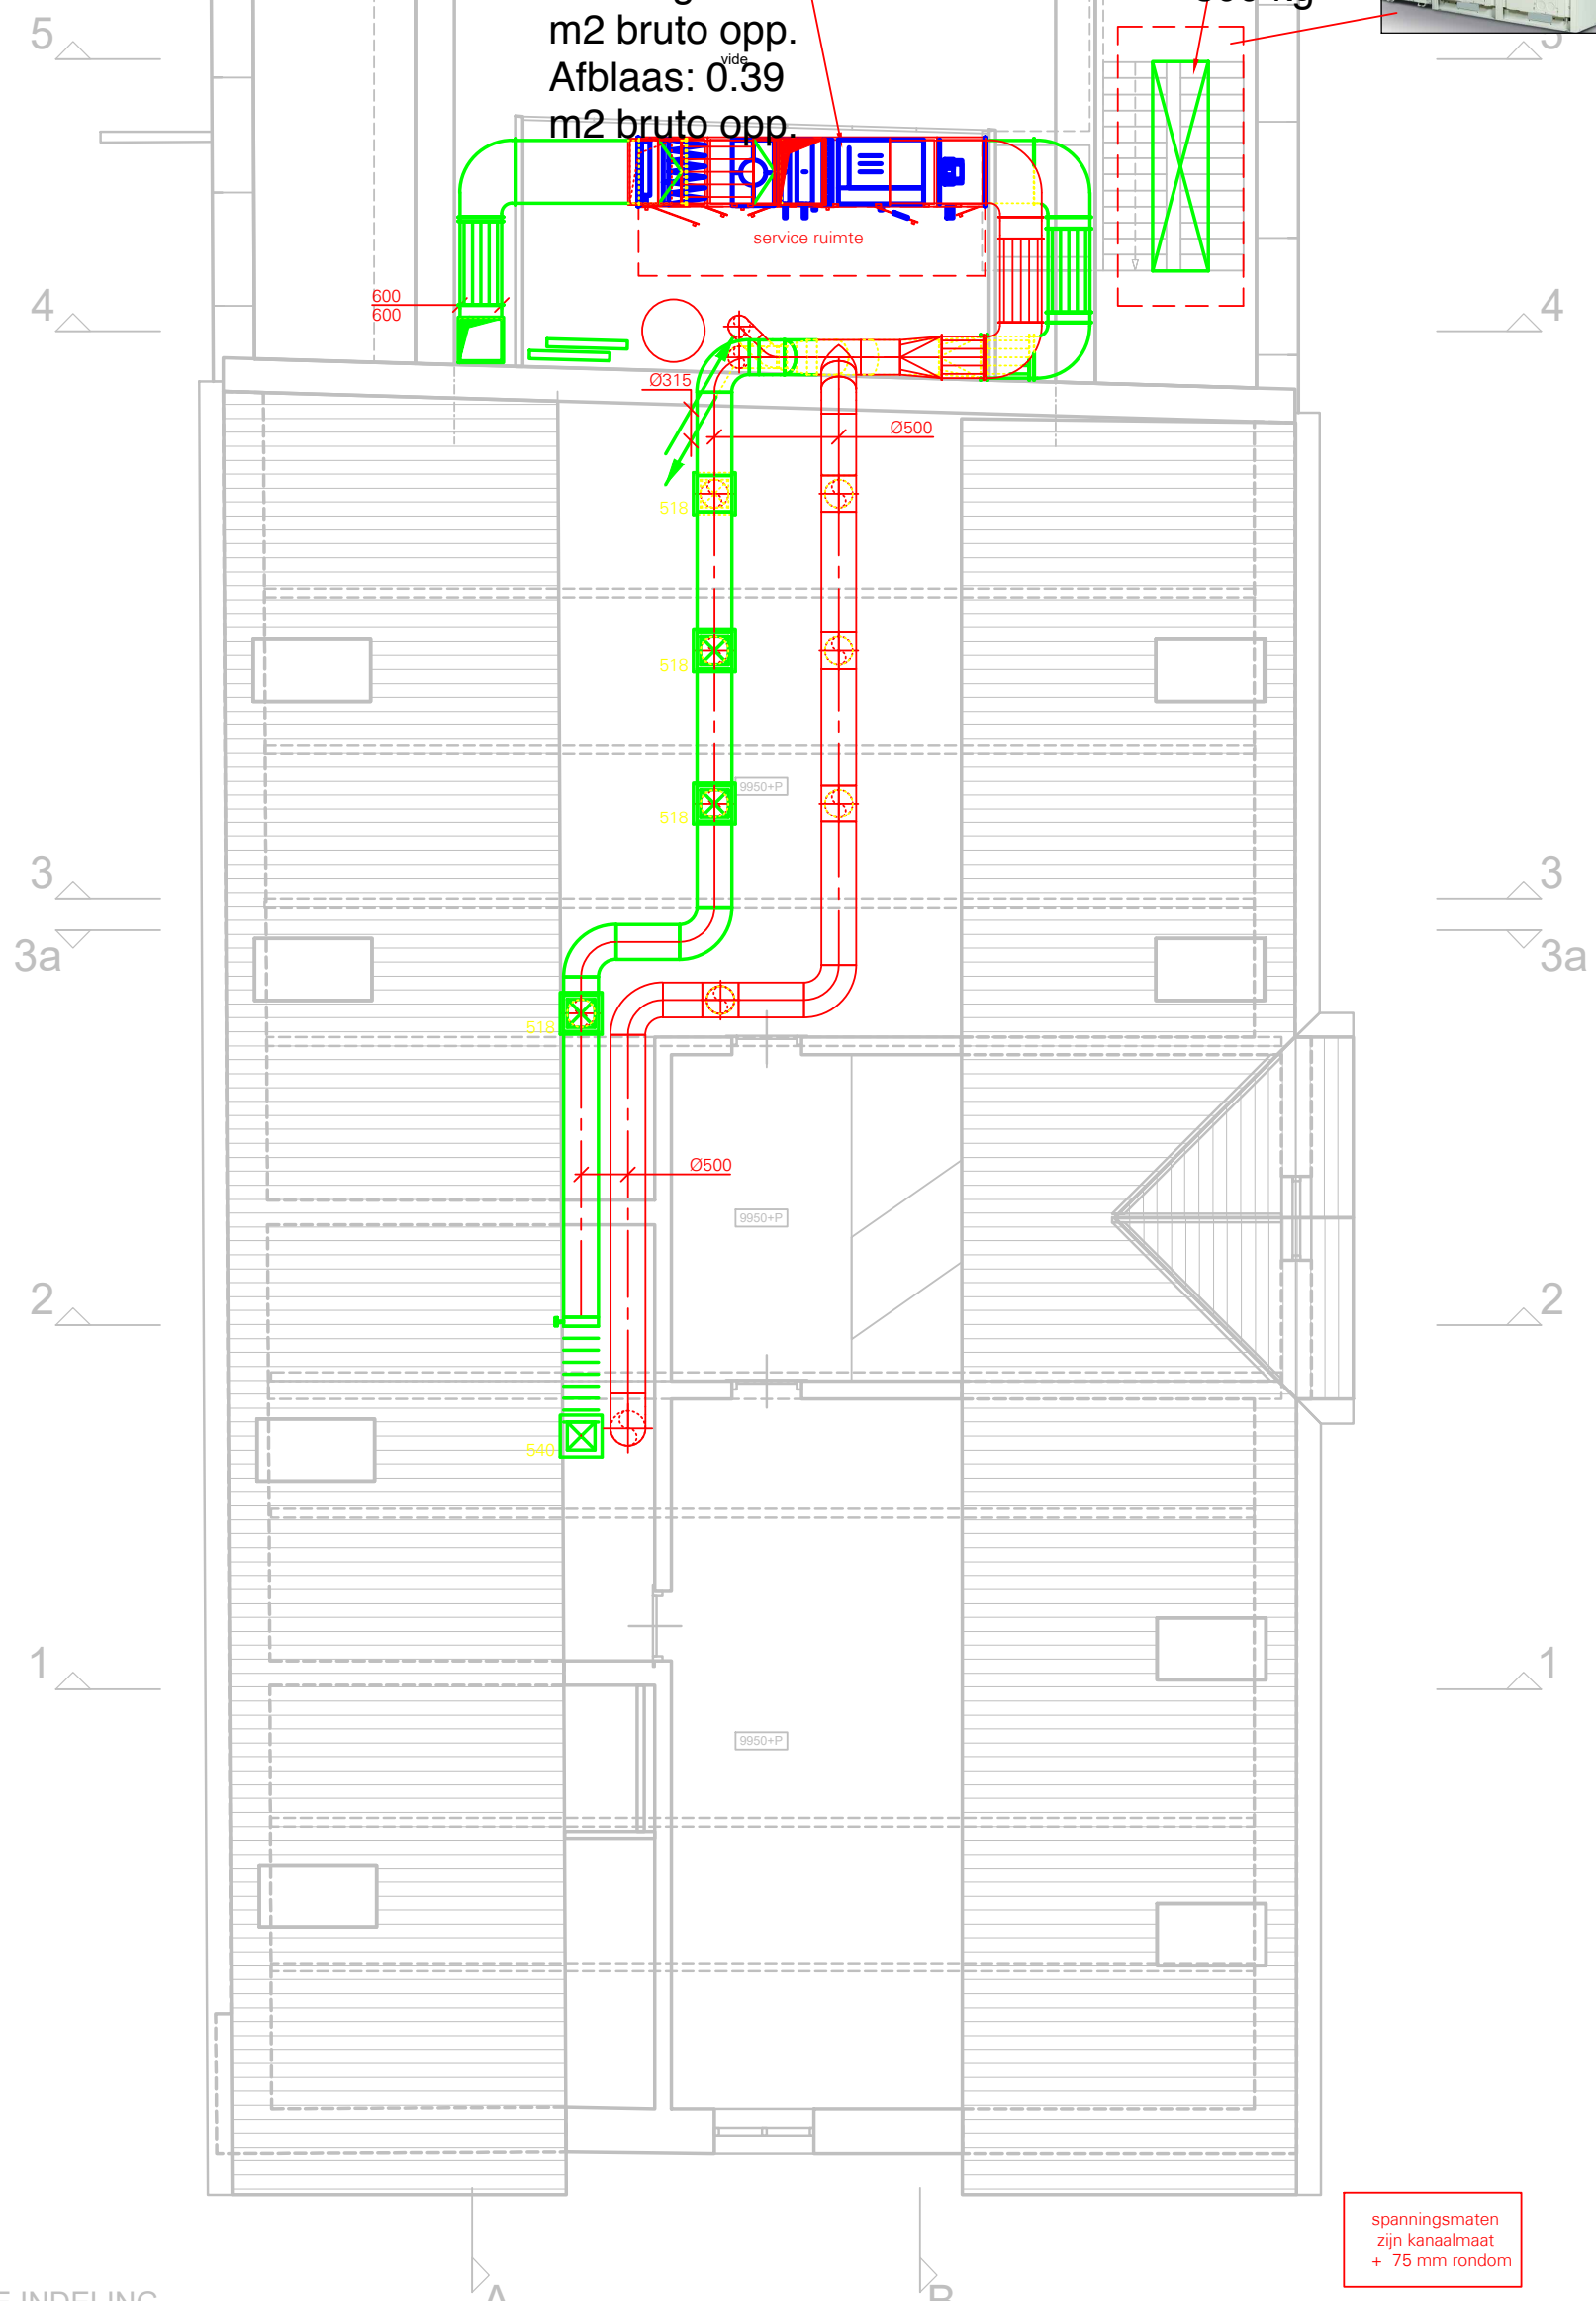 m2 bruto opp.
vide
Afblaas: 0.39
m2 bruto opp.
5
service ruimte
600
600
4
4
Ø315
Ø500
518
518
9950+P
518
3
3
3a
3a
518
Ø500
9950+P
2
2
540
1
1
9950+P
spanningsmaten
zijn kanaalmaat
+ 75 mm rondom
A
B